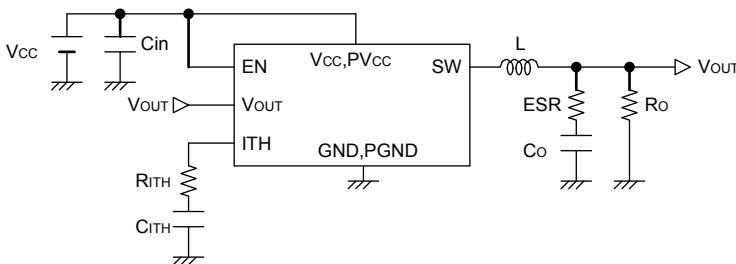 VCC
Cin
EN
VCC,PVCC
SW
L
VOUT
VOUT
VOUT
ITH
GND,PGND
ESR
RO
CO
RITH
CITH